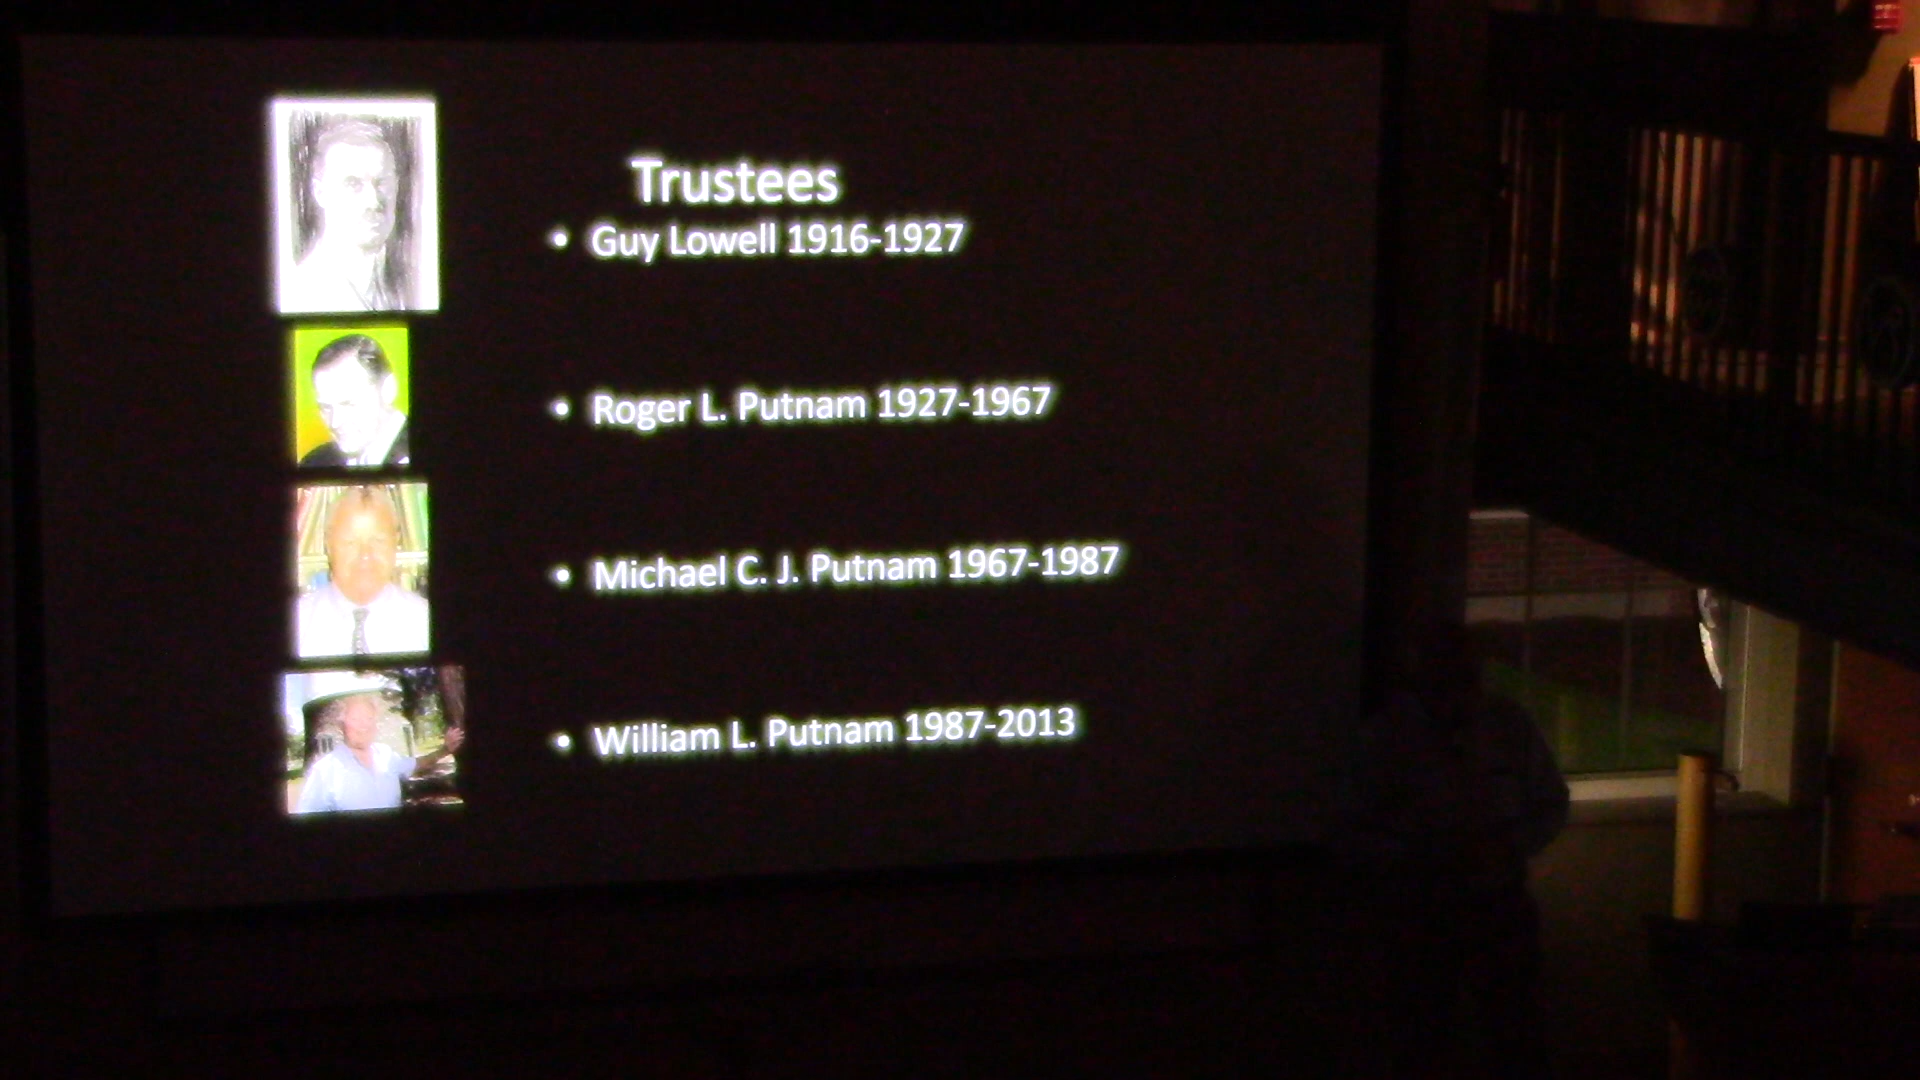 Trustees
• Guy Lowell 1916-1927
• Roger L. Putnam 1927-1967
• Michael C. J. Putnam 1967-1987
• William L. Putnam 1987-2013